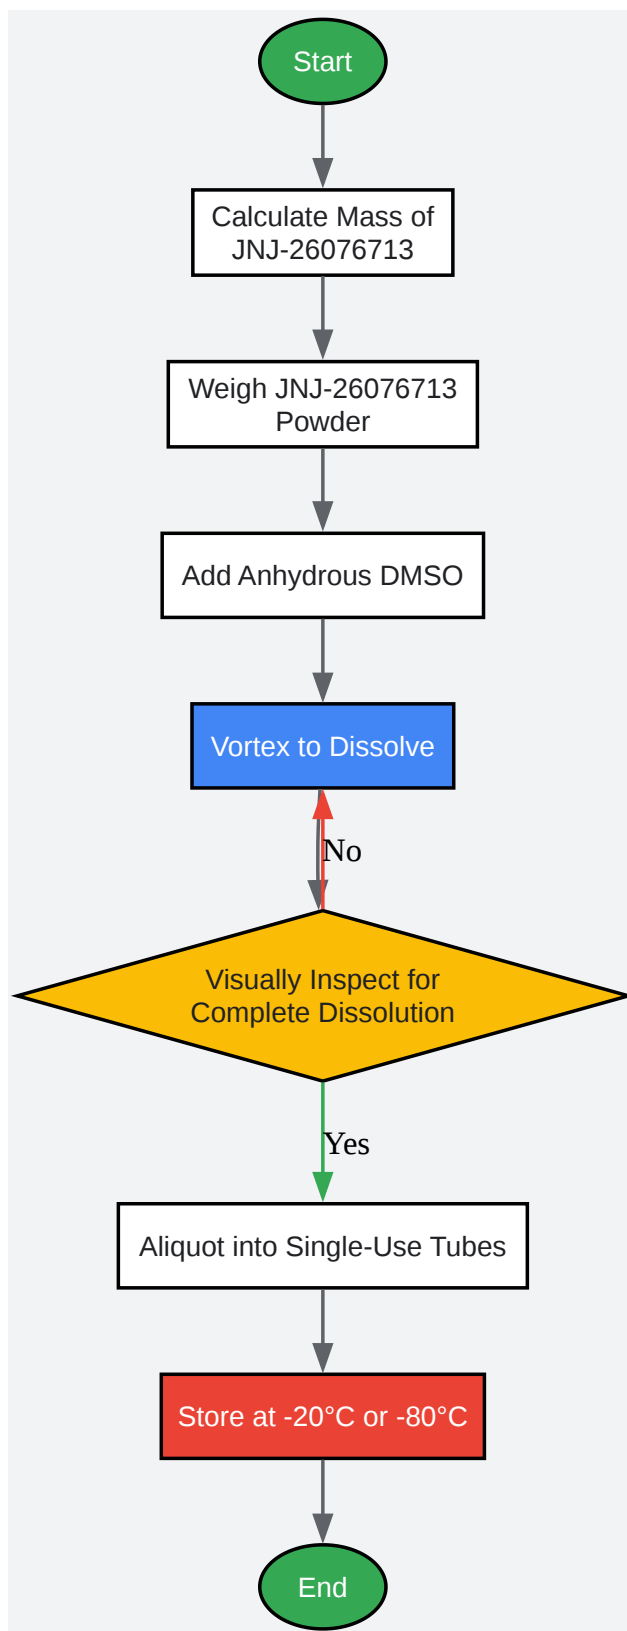 Start
Calculate Mass of
JNJ-26076713
Weigh JNJ-26076713
Powder
Add Anhydrous DMSO
Vortex to Dissolve
No
Visually Inspect for
Complete Dissolution
Yes
Aliquot into Single-Use Tubes
Store at -20°C or -80°C
End